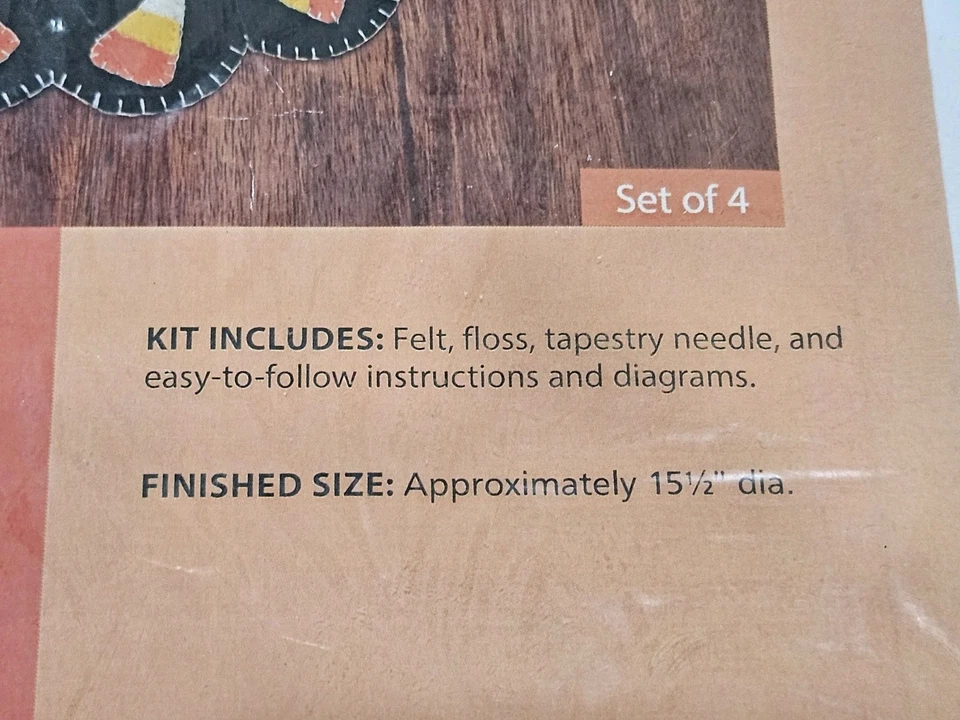 Set of 4
KIT INCLUDES: Felt, floss, tapestry needle, and
easy-to-follow instructions and diagrams.
FINISHED SIZE: Approximately 15½" dia.